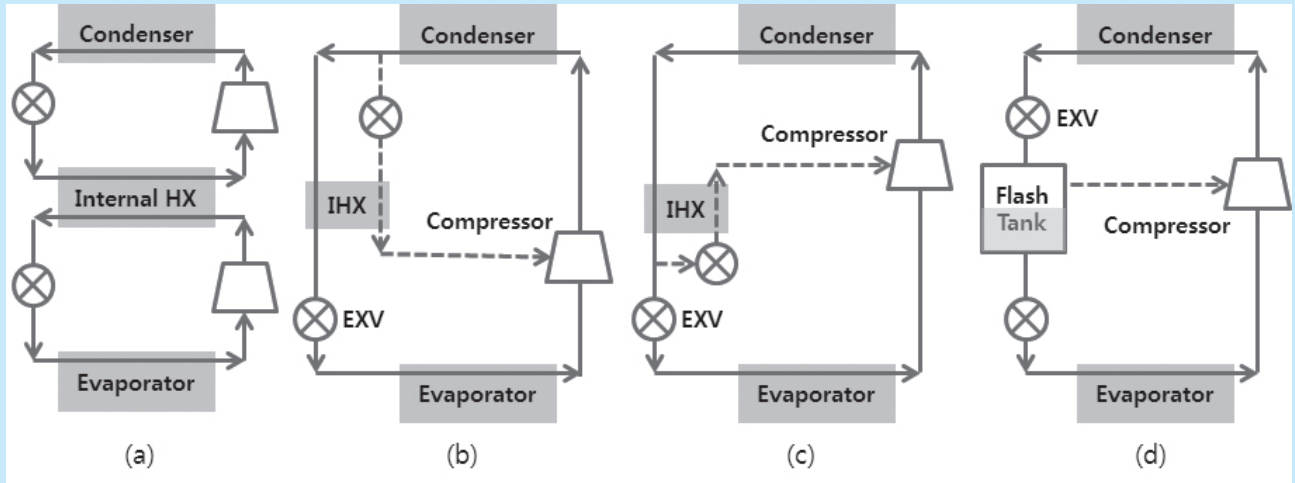 Condenser
Internal HX
Evaporator
(a)
Condenser
IHX
Compressor
EXV
Evaporator
(b)
Condenser
Compressor
IHX
EXV
Evaporator
(c)
Condenser
EXV
Flash
Tank
Compressor
Evaporator
(d)